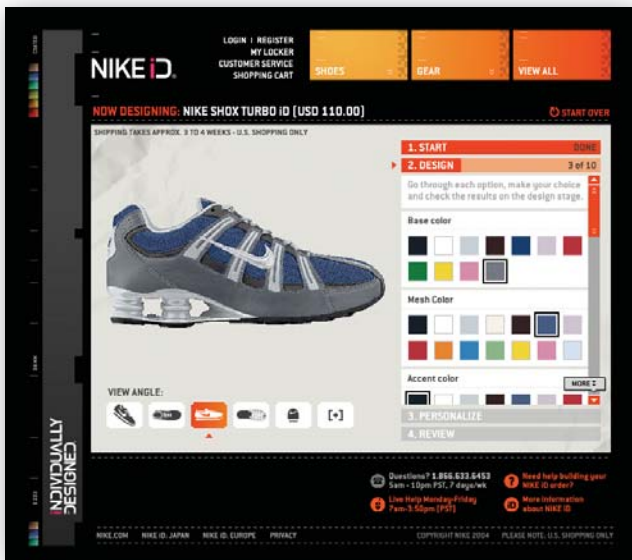 LOGIN | REGISTER
MY LOCKER
CUSTOMER SERVICE
SHOPPING CART
NIKE iD.
SHOES
GEAR
VIEW ALL
NOW DESIGNING: NIKE SHOX TURBO iD [USD 110.00]
START OVER
SHIPPING TAKES APPROX. 3 TO 4 WEEKS - U.S. SHOPPING ONLY
1. START DONE
2. DESIGN 3 of 10
Go through each option, make your choice
and check the results on the design stage.
Base color
Mesh Color
Accent color
MORE
VIEW ANGLE:
[+]
3. PERSONALIZE
4. REVIEW
iNDiViDUALLY
DESIGNED
Questions? 1.866.633.6453
5am - 10pm PST, 7 days/wk
Need help building your
NIKE iD order?
Live Help Monday-Friday
7am-3:50pm [PST]
More information
about NIKE iD
NIKE.COM NIKE iD: JAPAN NIKE iD: EUROPE PRIVACY COPYRIGHT NIKE 2004 PLEASE NOTE: U.S. SHOPPING ONLY